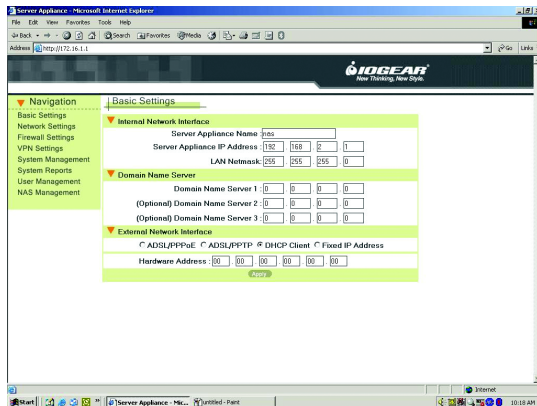 Server Appliance - Microsoft Internet Explorer
File Edit View Favorites Tools Help
Back Search Favorites Media
Address http://172.16.1.1 Go Links
IOGEAR
New Thinking, New Style.
Navigation
Basic Settings
Network Settings
Firewall Settings
VPN Settings
System Management
System Reports
User Management
NAS Management
Basic Settings
Internal Network Interface
Server Appliance Name : nas
Server Appliance IP Address : 192 . 168 . 2 . 1
LAN Netmask: 255 . 255 . 255 . 0
Domain Name Server
Domain Name Server 1 : 0 . 0 . 0 . 0
(Optional) Domain Name Server 2 : 0 . 0 . 0 . 0
(Optional) Domain Name Server 3 : 0 . 0 . 0 . 0
External Network Interface
ADSL/PPPoE ADSL/PPTP DHCP Client Fixed IP Address
Hardware Address : 00 . 00 . 00 . 00 . 00 . 00
Apply
Internet
Start Server Appliance - Mic... untitled - Paint 10:18 AM